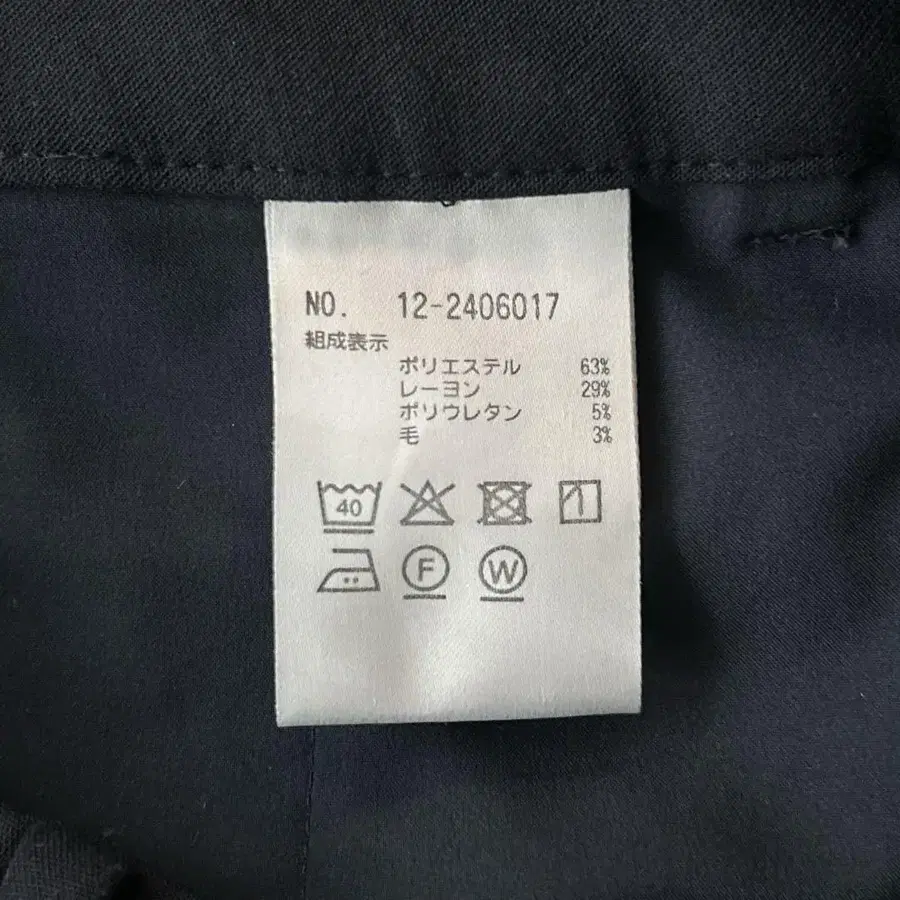 NO. 12-2406017
組成表示
ポリエステル 63%
レーヨン 29%
ポリウレタン 5%
毛 3%
40
F W